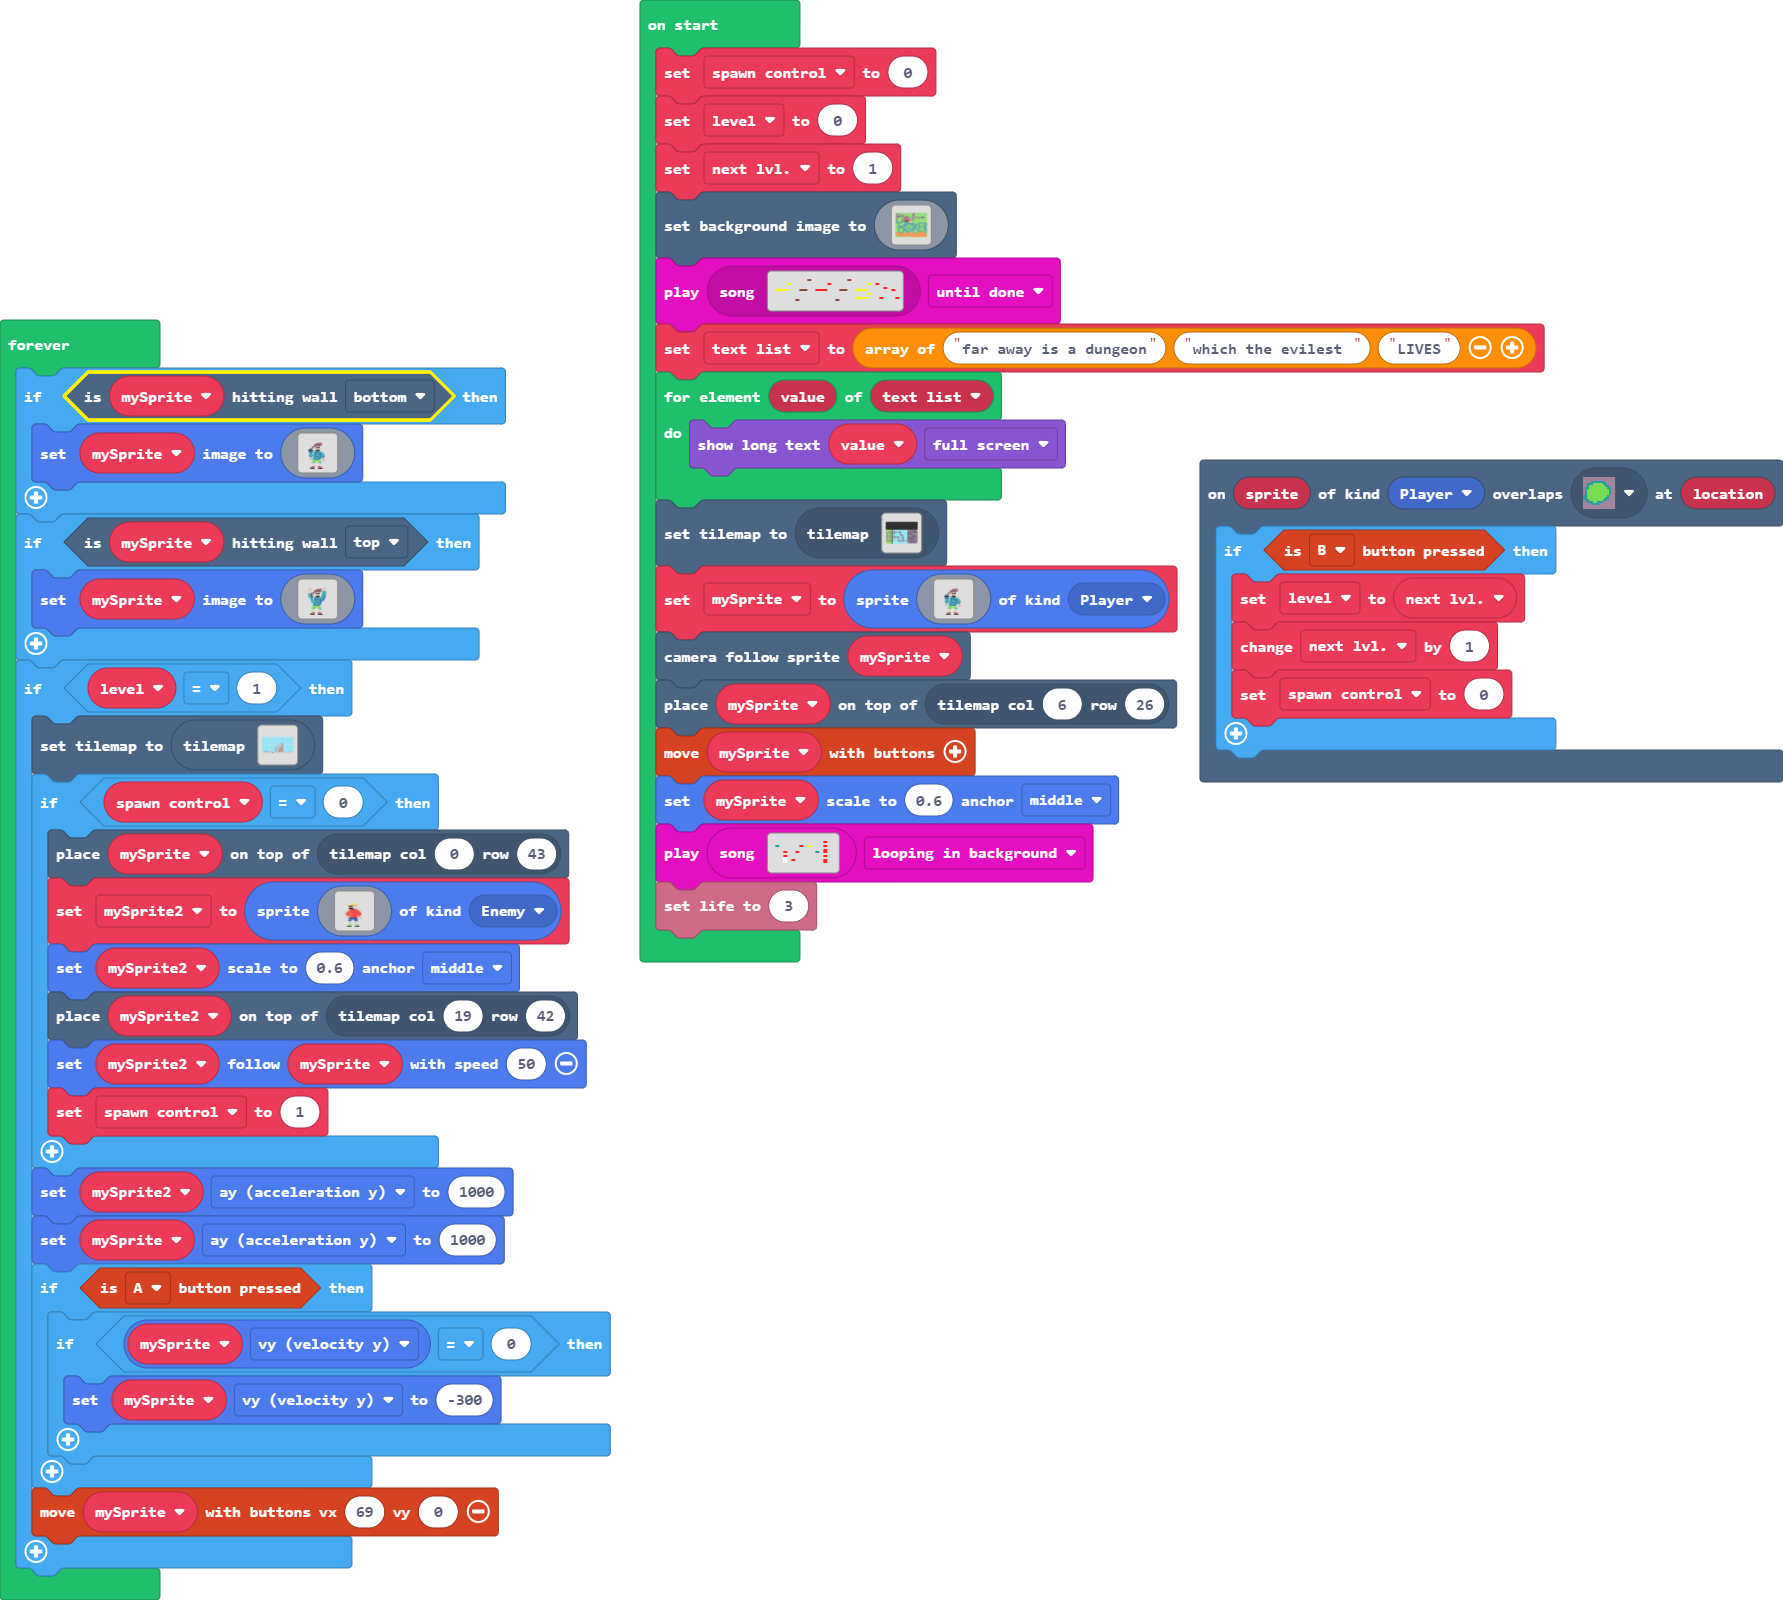 forever
if is mySprite hitting wall bottom then
set mySprite image to
if is mySprite hitting wall top then
set mySprite image to
if level = 1 then
set tilemap to tilemap
if spawn control = 0 then
place mySprite on top of tilemap col 0 row 43
set mySprite2 to sprite of kind Enemy
set mySprite2 scale to 0.6 anchor middle
place mySprite2 on top of tilemap col 19 row 42
set mySprite2 follow mySprite with speed 50
set spawn control to 1
set mySprite2 ay (acceleration y) to 1000
set mySprite ay (acceleration y) to 1000
if is A button pressed then
if mySprite vy (velocity y) = 0 then
set mySprite vy (velocity y) to -300
move mySprite with buttons vx 69 vy 0
on start
set spawn control to 0
set level to 0
set next lvl. to 1
set background image to
play song until done
set text list to array of "far away is a dungeon" "which the evilest " "LIVES"
for element value of text list
do show long text value full screen
set tilemap to tilemap
set mySprite to sprite of kind Player
camera follow sprite mySprite
place mySprite on top of tilemap col 6 row 26
move mySprite with buttons
set mySprite scale to 0.6 anchor middle
play song looping in background
set life to 3
on sprite of kind Player overlaps at location
if is B button pressed then
set level to next lvl.
change next lvl. by 1
set spawn control to 0